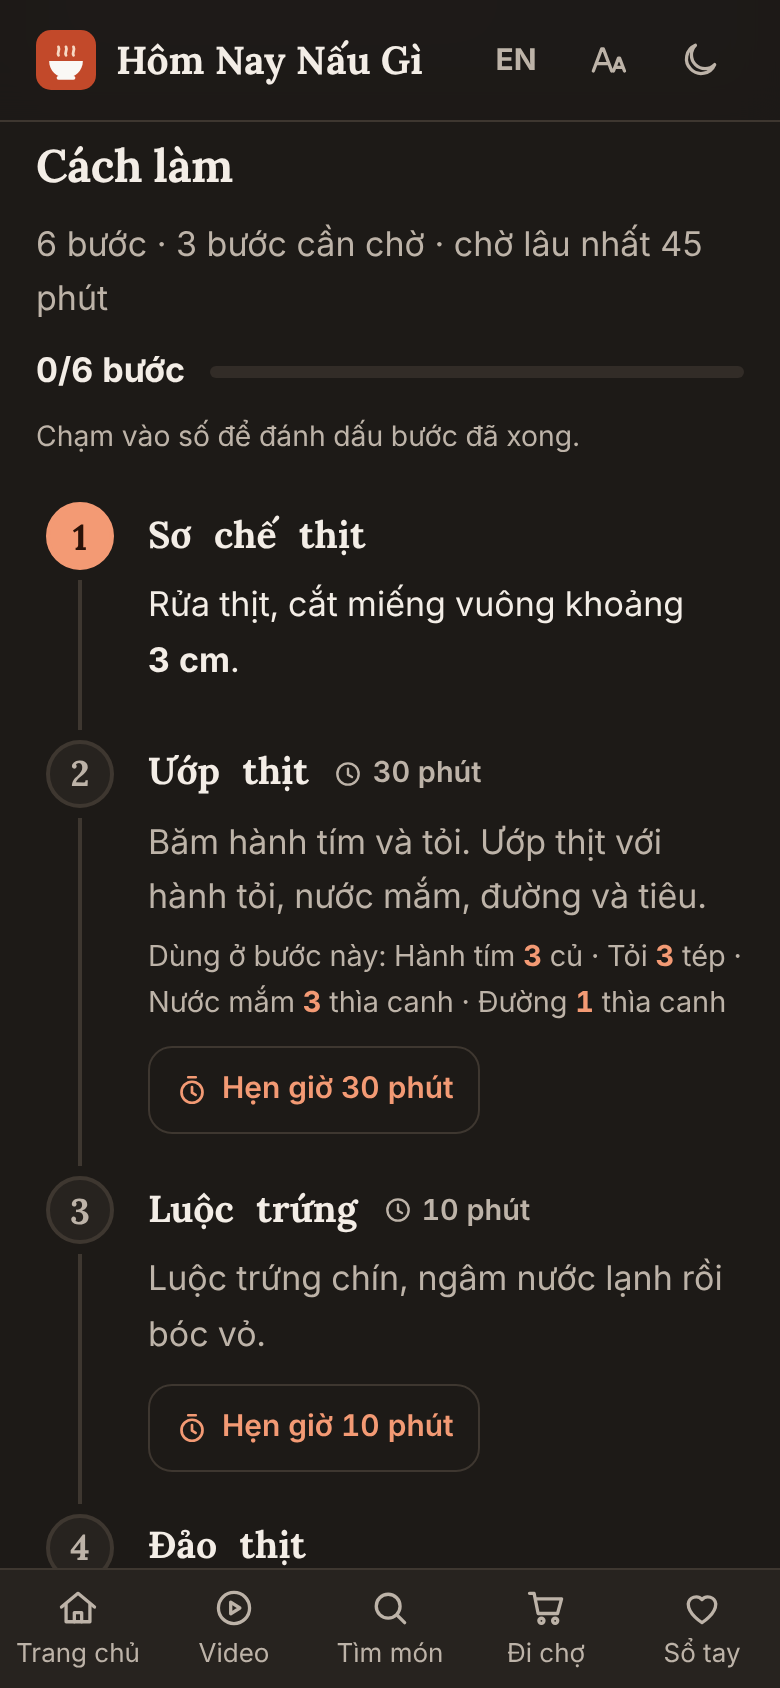 Hôm Nay Nấu Gì
EN
AA
Cách làm
6 bước · 3 bước cần chờ · chờ lâu nhất 45
phút
0/6 bước
Chạm vào số để đánh dấu bước đã xong.
1
Sơ chế thịt
Rửa thịt, cắt miếng vuông khoảng
3 cm.
2
Ướp thịt
30 phút
Băm hành tím và tỏi. Ướp thịt với
hành tỏi, nước mắm, đường và tiêu.
Dùng ở bước này: Hành tím 3 củ · Tỏi 3 tép ·
Nước mắm 3 thìa canh · Đường 1 thìa canh
Hẹn giờ 30 phút
3
Luộc trứng
10 phút
Luộc trứng chín, ngâm nước lạnh rồi
bóc vỏ.
Hẹn giờ 10 phút
4
Đảo thịt
Trang chủ
Video
Tìm món
Đi chợ
Sổ tay